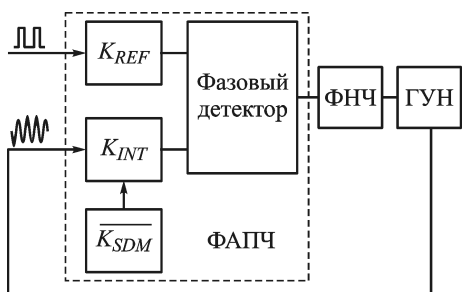 K_REF
Фазовый
детектор
ФНЧ
ГУН
K_INT
K_SDM
ФАПЧ